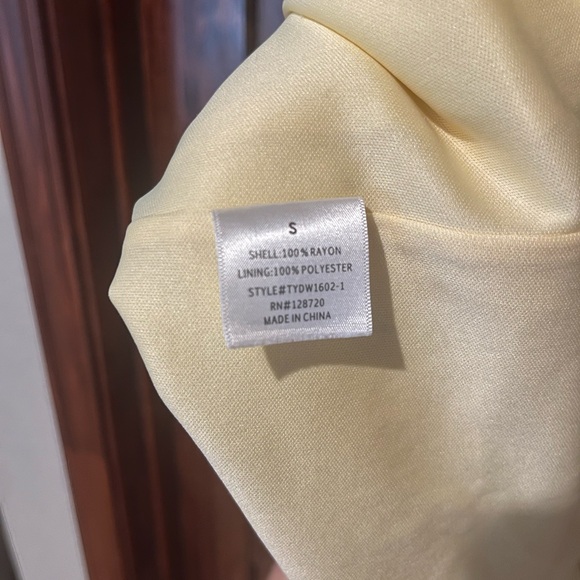 S
SHELL:100%RAYON
LINING:100%POLYESTER
STYLE#TYDW1602-1
RN#128720
MADE IN CHINA